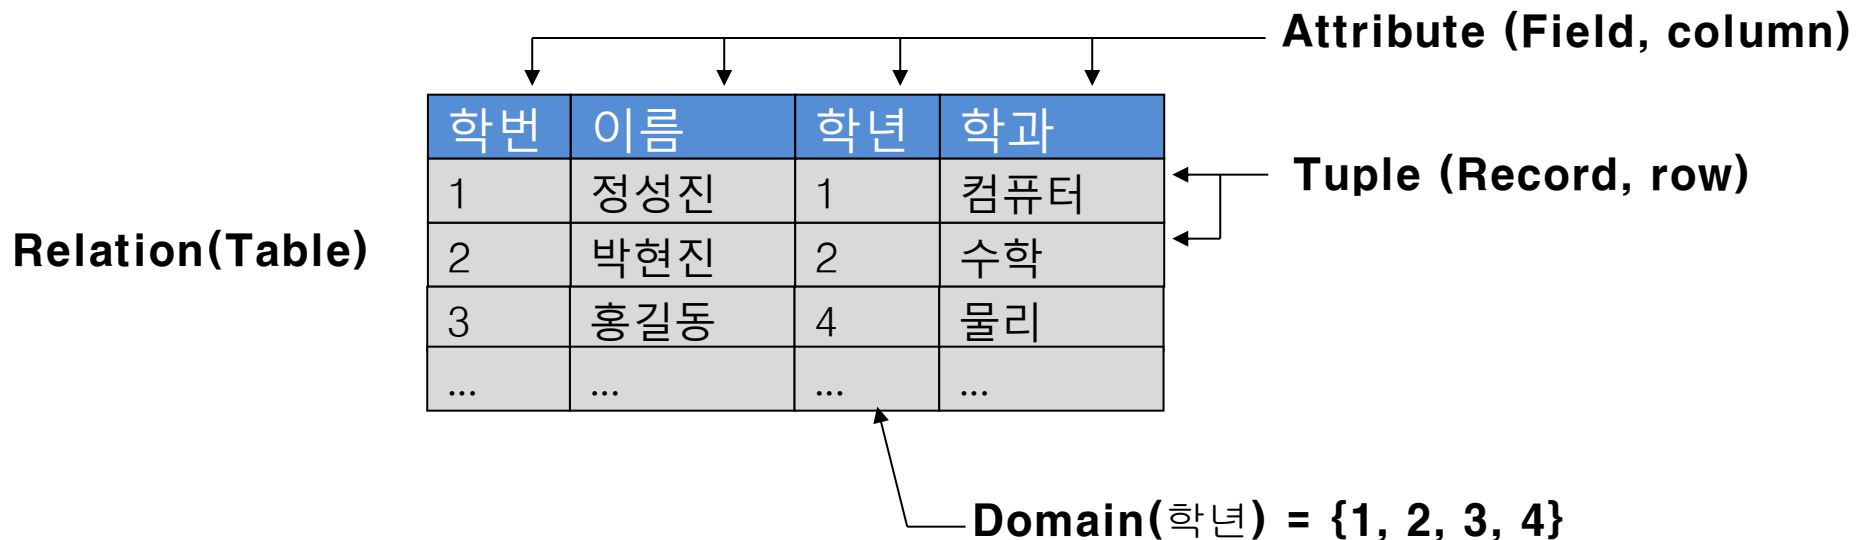 Attribute (Field, column)
학번 이름 학년 학과
1 정성진 1 컴퓨터
Tuple (Record, row)
Relation(Table)
2 박현진 2 수학
3 홍길동 4 물리
... ... ... ...
Domain(학년) = {1, 2, 3, 4}